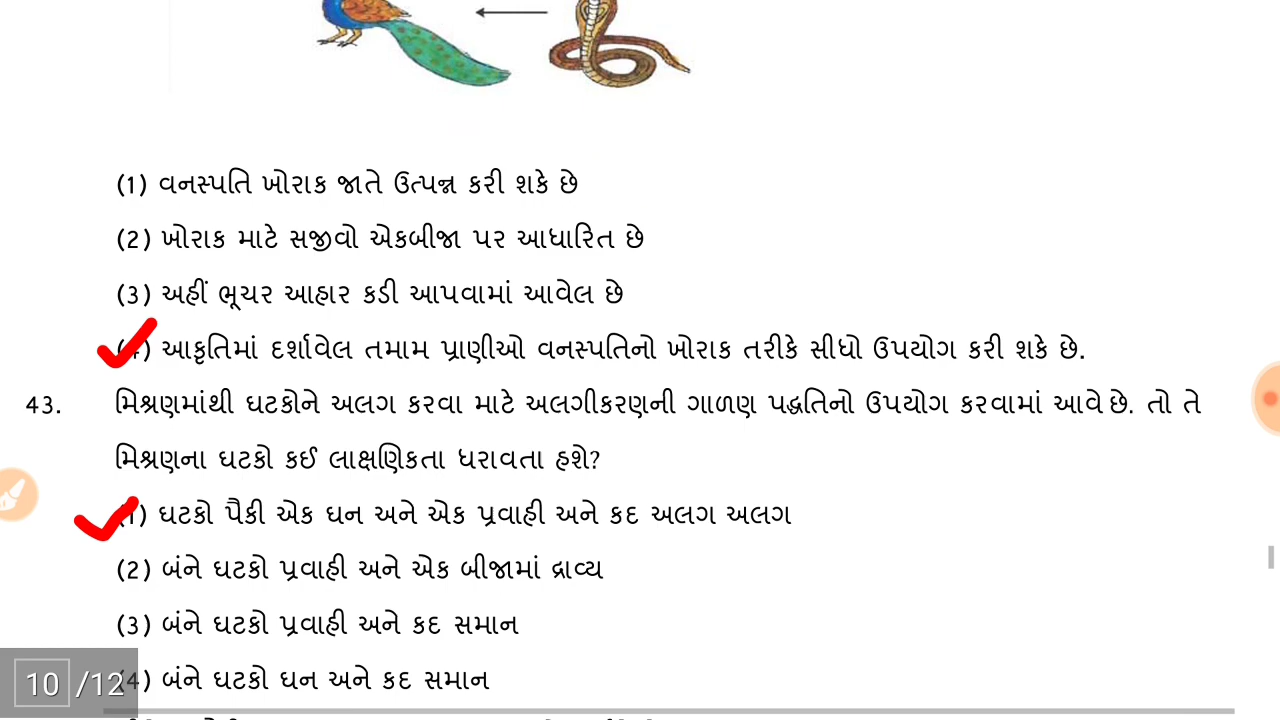 (1) વનસ્પતિ ખોરાક જાતે ઉત્પન્ન કરી શકે છે
(2) ખોરાક માટે સજીવો એકબીજા પર આધારિત છે
(3) અહીં ભૂચર આહાર કડી આપવામાં આવેલ છે
(4) આકૃતિમાં દર્શાવેલ તમામ પ્રાણીઓ વનસ્પતિનો ખોરાક તરીકે સીધો ઉપયોગ કરી શકે છે.
43. મિશ્રણમાંથી ઘટકોને અલગ કરવા માટે અલગીકરણની ગાળણ પદ્ધતિનો ઉપયોગ કરવામાં આવે છે. તો તે
મિશ્રણના ઘટકો કઈ લાક્ષણિકતા ધરાવતા હશે?
(1) ઘટકો પૈકી એક ઘન અને એક પ્રવાહી અને કદ અલગ અલગ
(2) બંને ઘટકો પ્રવાહી અને એક બીજામાં દ્રાવ્ય
(3) બંને ઘટકો પ્રવાહી અને કદ સમાન
(4) બંને ઘટકો ઘન અને કદ સમાન
10 /12